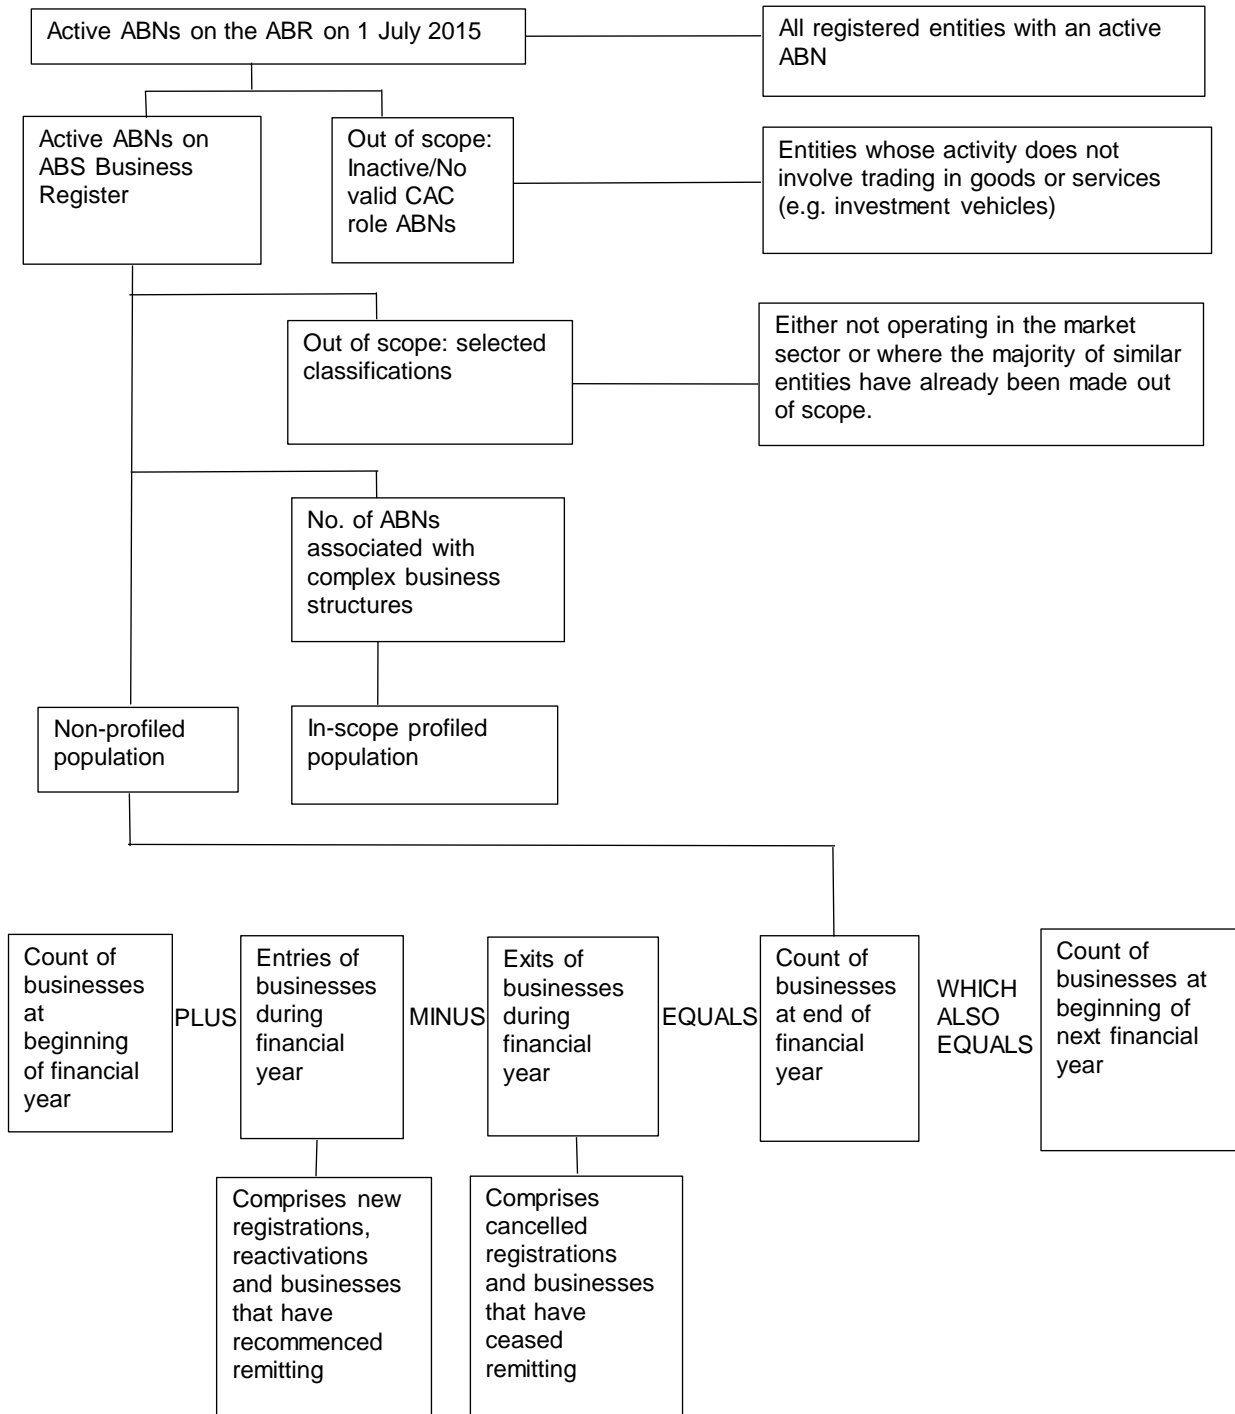 Active ABNs on the ABR on 1 July 2015
All registered entities with an active
ABN
Active ABNs on
ABS Business
Register
Out of scope:
Inactive/No
valid CAC
role ABNs
Entities whose activity does not
involve trading in goods or services
(e.g. investment vehicles)
Out of scope: selected
classifications
Either not operating in the market
sector or where the majority of similar
entities have already been made out
of scope.
No. of ABNs
associated with
complex business
structures
Non-profiled
population
In-scope profiled
population
Count of
businesses
at
beginning
of financial
year
PLUS
Entries of
businesses
during
financial
year
MINUS
Exits of
businesses
during
financial
year
EQUALS
Count of
businesses
at end of
financial
year
WHICH
ALSO
EQUALS
Count of
businesses at
beginning of
next financial
year
Comprises new
registrations,
reactivations
and businesses
that have
recommenced
remitting
Comprises
cancelled
registrations
and businesses
that have
ceased
remitting